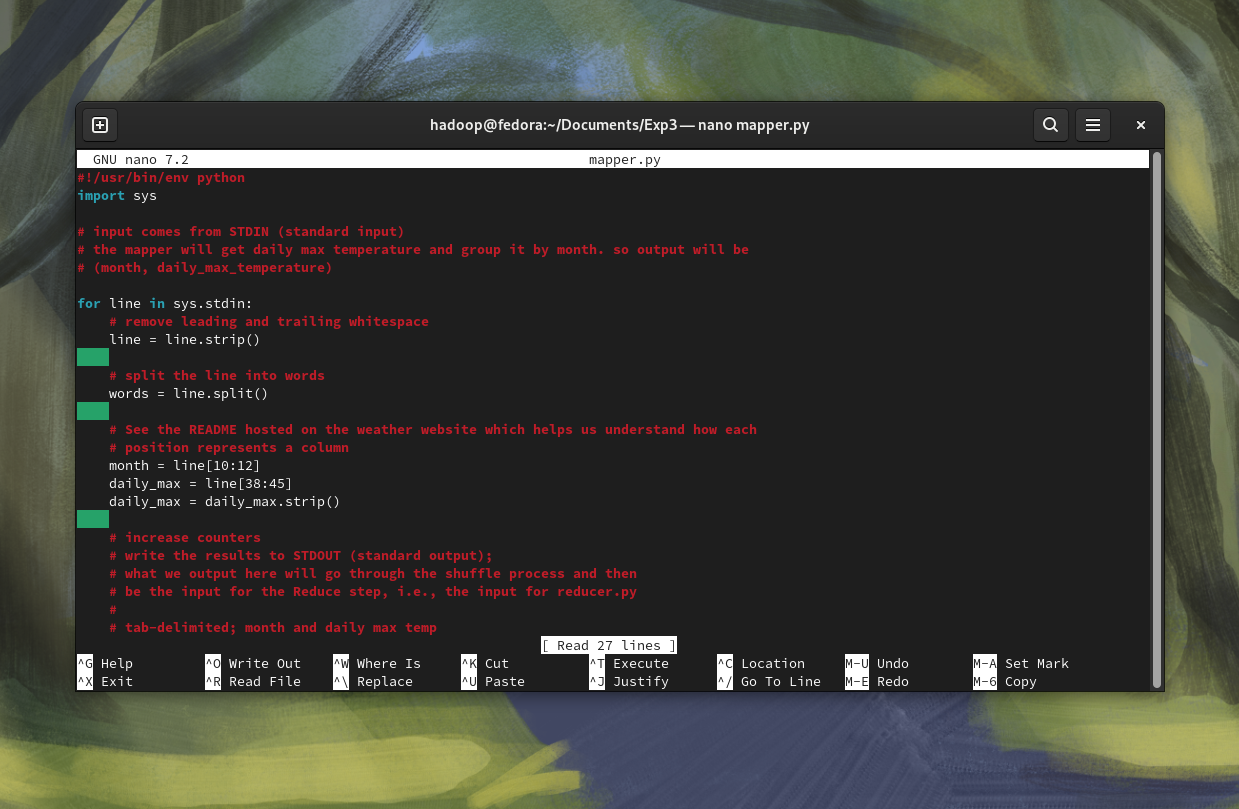 hadoop@fedora:~/Documents/Exp3 — nano mapper.py
GNU nano 7.2 mapper.py
#!/usr/bin/env python
import sys
# input comes from STDIN (standard input)
# the mapper will get daily max temperature and group it by month. so output will be
# (month, daily_max_temperature)
for line in sys.stdin:
    # remove leading and trailing whitespace
    line = line.strip()
    # split the line into words
    words = line.split()
    # See the README hosted on the weather website which helps us understand how each
    # position represents a column
    month = line[10:12]
    daily_max = line[38:45]
    daily_max = daily_max.strip()
    # increase counters
    # write the results to STDOUT (standard output);
    # what we output here will go through the shuffle process and then
    # be the input for the Reduce step, i.e., the input for reducer.py
    #
    # tab-delimited; month and daily max temp
[ Read 27 lines ]
^G Help ^O Write Out ^W Where Is ^K Cut ^T Execute ^C Location M-U Undo M-A Set Mark
^X Exit ^R Read File ^\ Replace ^U Paste ^J Justify ^/ Go To Line M-E Redo M-6 Copy